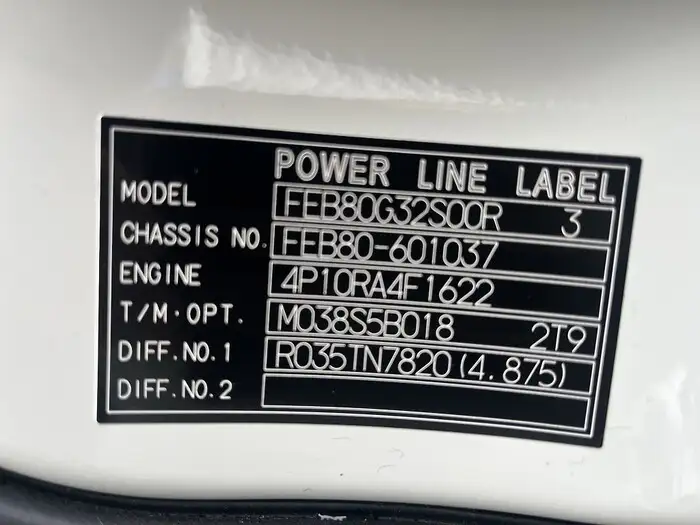 POWER LINE LABEL
MODEL FEB80G32S00R 3
CHASSIS NO. FEB80-601037
ENGINE 4P10RA4F1622
T/M·OPT. M038S5B018 2T9
DIFF.NO.1 R035TN7820(4.875)
DIFF.NO.2